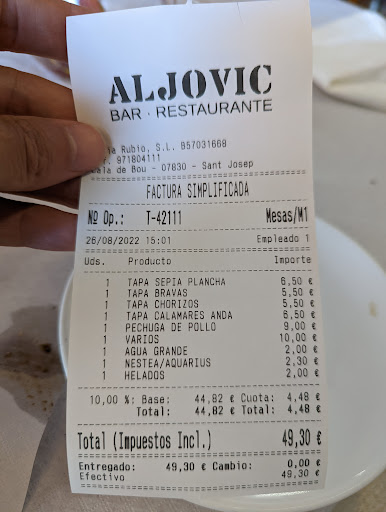 ALJOVIC
BAR · RESTAURANTE
Rubio, S.L. B57031668
971804111
Cala de Bou - 07830 - Sant Josep
FACTURA SIMPLIFICADA
Nº Op.: T-42111 Mesas/M1
26/08/2022 15:01 Empleado 1
Uds. Producto Importe
1 TAPA SEPIA PLANCHA 6,50 €
1 TAPA BRAVAS 5,50 €
1 TAPA CHORIZOS 5,50 €
1 TAPA CALAMARES ANDA 6,50 €
1 PECHUGA DE POLLO 9,00 €
1 VARIOS 10,00 €
1 AGUA GRANDE 2,00 €
1 NESTEA/AQUARIUS 2,30 €
1 HELADOS 2,00 €
10,00 %: Base: 44,82 € Cuota: 4,48 €
Total: 44,82 € Total: 4,48 €
Total (Impuestos Incl.) 49,30 €
Entregado: 49,30 € Cambio: 0,00 €
Efectivo 49,30 €